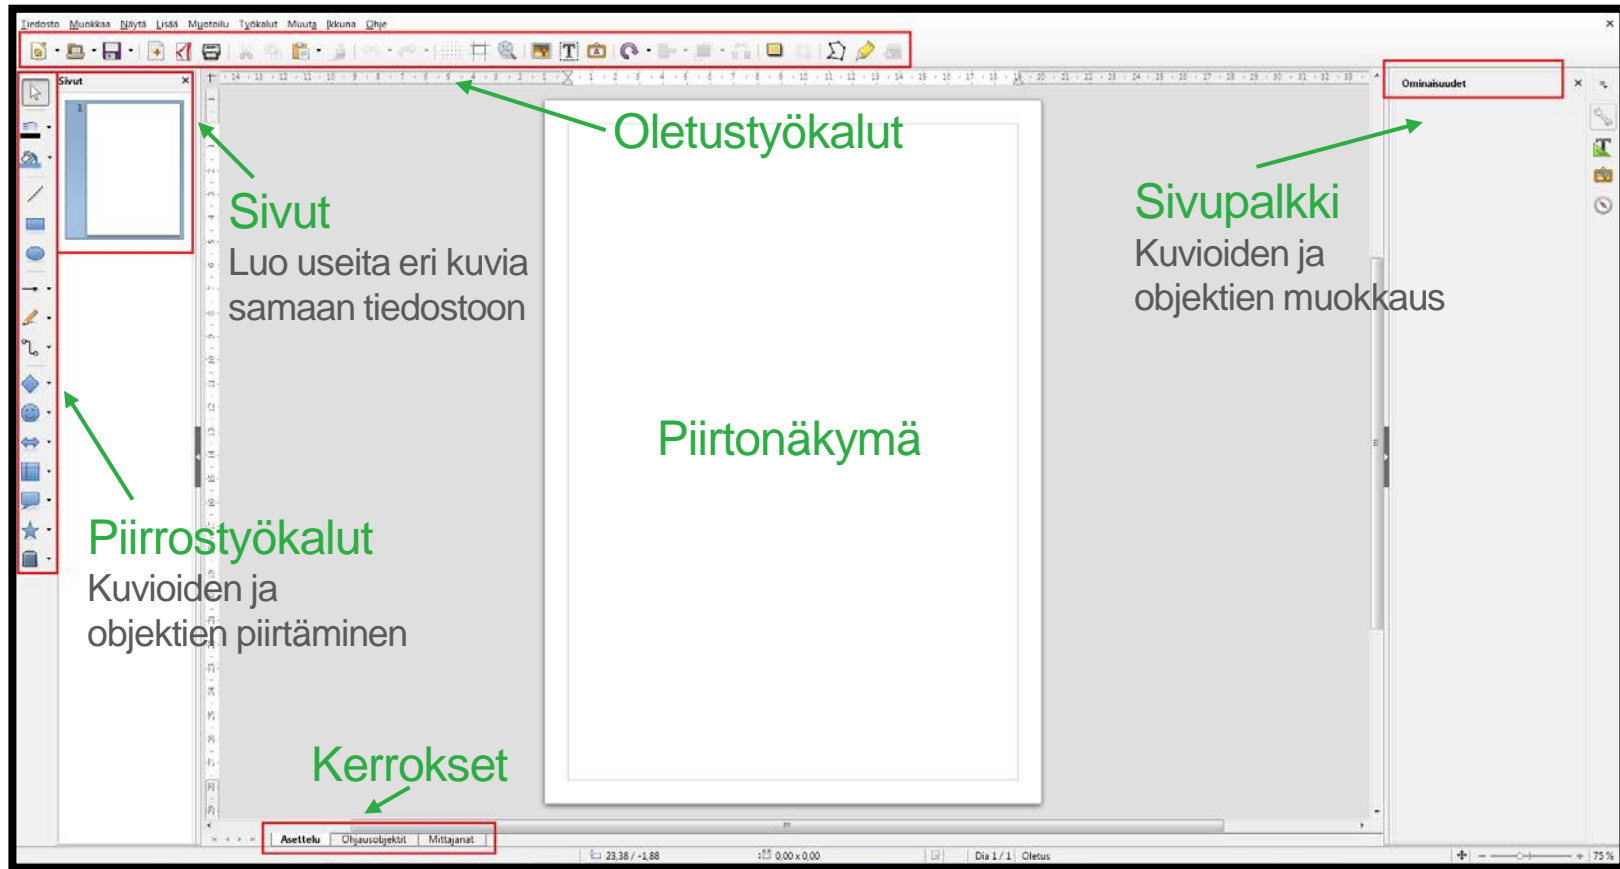 Tiedosto Muokkaa Näytä Lisää Muotoilu Työkalut Muuta Ikkuna Ohje
Sivut
Ominaisuudet
1
Oletustyökalut
Sivut
Luo useita eri kuvia
samaan tiedostoon
Sivupalkki
Kuvioiden ja
objektien muokkaus
Piirtonäkymä
Piirrostyökalut
Kuvioiden ja
objektien piirtäminen
Kerrokset
Asettelu Ohjausobjektit Mittajanat
23,38 / -1,88 0,00 x 0,00 Dia 1 / 1 Oletus 75 %